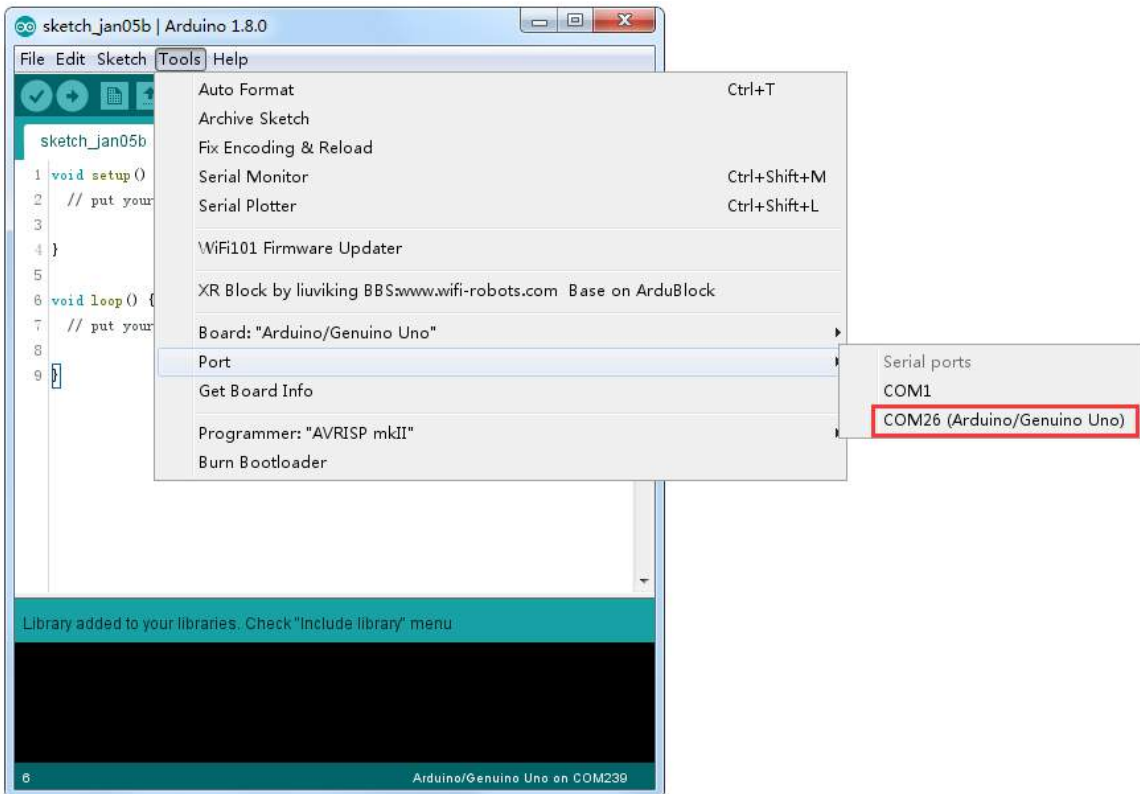 sketch_jan05b | Arduino 1.8.0
File Edit Sketch Tools Help
Auto Format Ctrl+T
Archive Sketch
sketch_jan05b
Fix Encoding & Reload
1 void setup()
Serial Monitor Ctrl+Shift+M
2 // put your
Serial Plotter Ctrl+Shift+L
3
4 }
WiFi101 Firmware Updater
5
XR Block by liuviking BBS:www.wifi-robots.com Base on ArduBlock
6 void loop() {
7 // put your
Board: "Arduino/Genuino Uno"
8
Port
Serial ports
9 }
Get Board Info
COM1
COM26 (Arduino/Genuino Uno)
Programmer: "AVRISP mkII"
Burn Bootloader
Library added to your libraries. Check "Include library" menu
6 Arduino/Genuino Uno on COM239